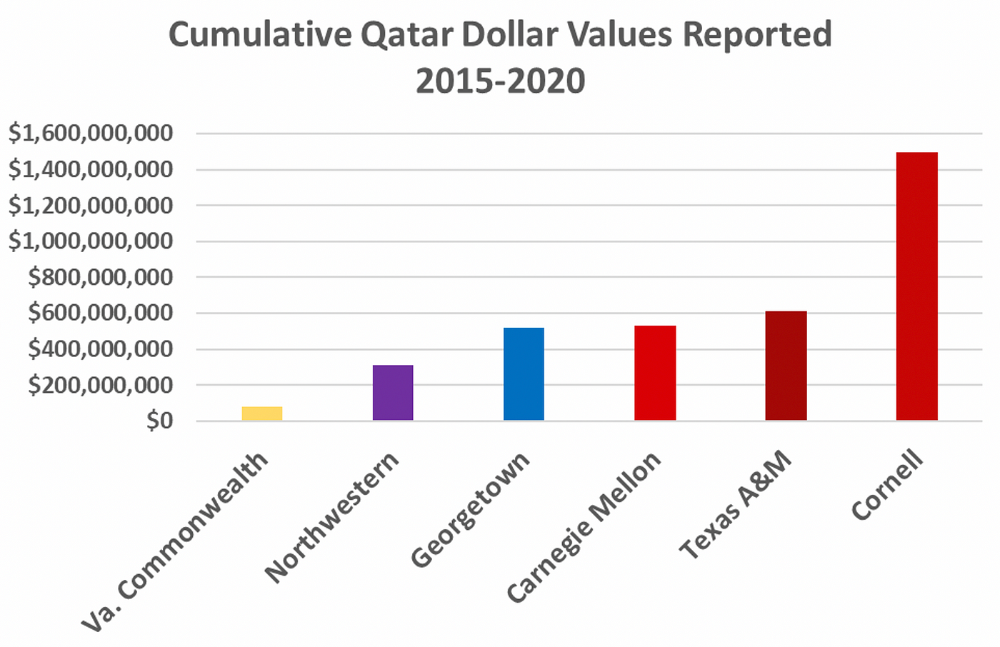 Cumulative Qatar Dollar Values Reported
2015-2020
$1,600,000,000
$1,400,000,000
$1,200,000,000
$1,000,000,000
$800,000,000
$600,000,000
$400,000,000
$200,000,000
$0
Va. Commonwealth
Northwestern
Georgetown
Carnegie Mellon
Texas A&M
Cornell